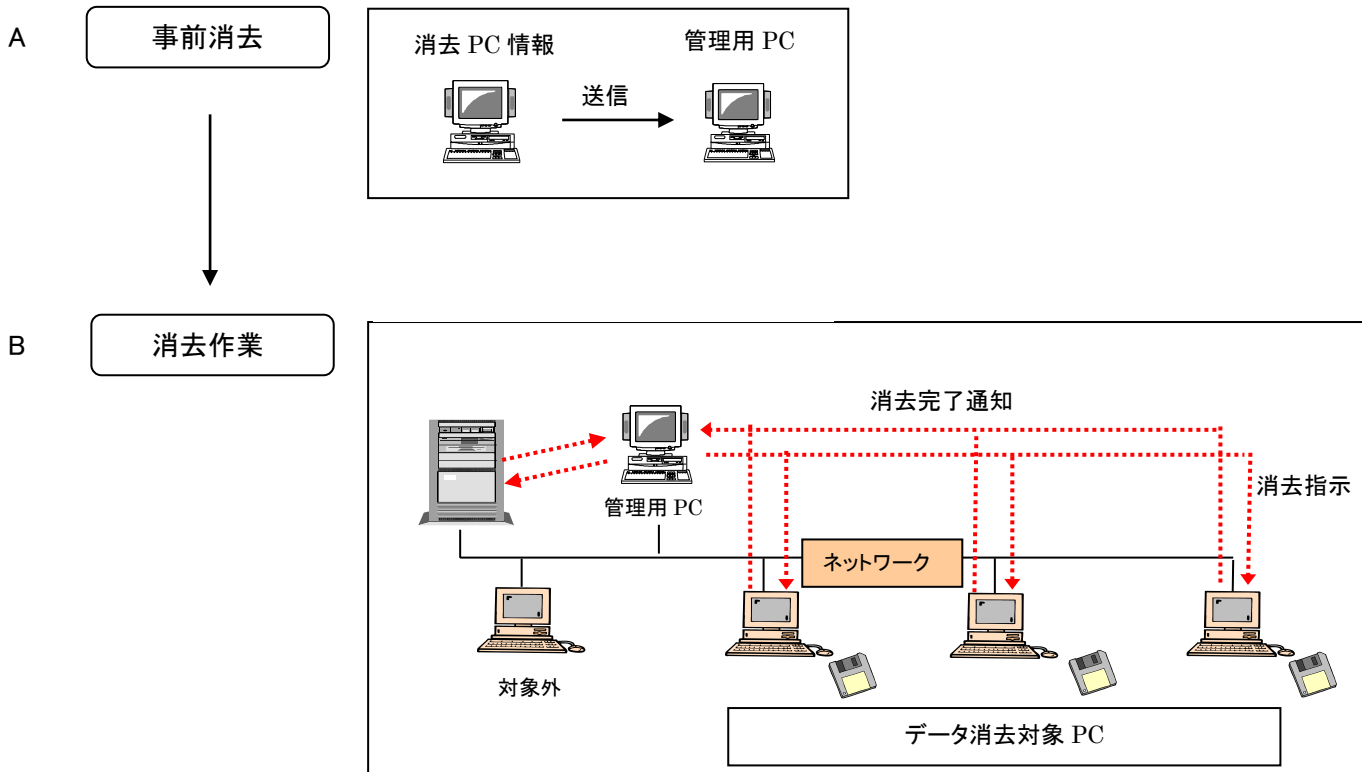 A
事前消去
消去 PC 情報
管理用 PC
送信
B
消去作業
消去完了通知
消去指示
管理用 PC
ネットワーク
対象外
データ消去対象 PC